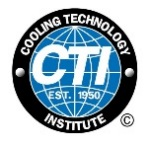 COOLING TECHNOLOGY
CTI
EST. 1950
INSTITUTE
©